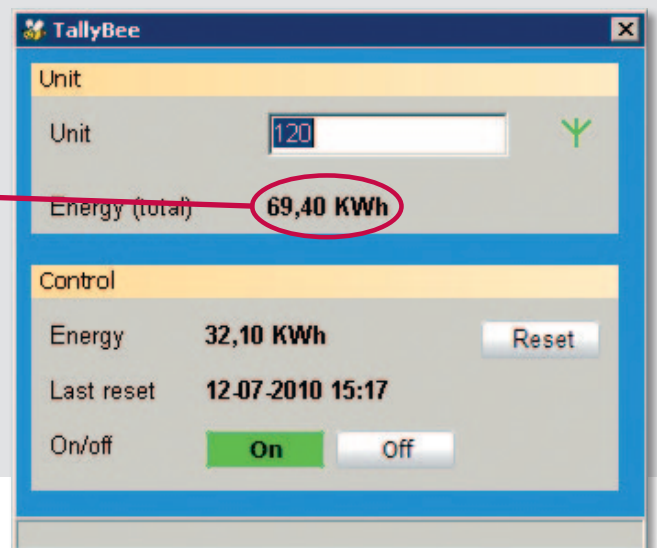 TallyBee
Unit
Unit 120
Energy (total) 69,40 KWh
Control
Energy 32,10 KWh Reset
Last reset 12-07-2010 15:17
On/off On Off